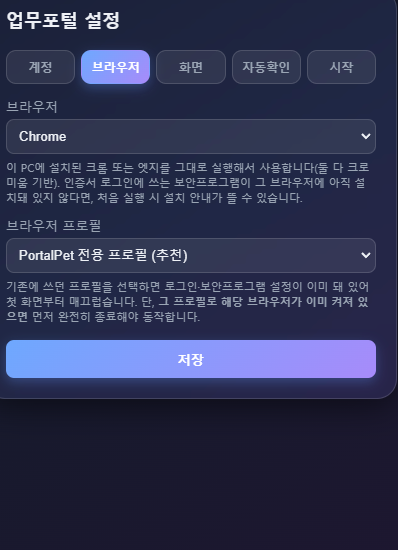 업무포털 설정
계정
브라우저
화면
자동확인
시작
브라우저
Chrome
이 PC에 설치된 크롬 또는 엣지를 그대로 실행해서 사용합니다(둘 다 크로
미움 기반). 인증서 로그인에 쓰는 보안프로그램이 그 브라우저에 아직 설
치돼 있지 않다면, 처음 실행 시 설치 안내가 뜰 수 있습니다.
브라우저 프로필
PortalPet 전용 프로필 (추천)
기존에 쓰던 프로필을 선택하면 로그인·보안프로그램 설정이 이미 돼 있어
첫 화면부터 매끄럽습니다. 단, 그 프로필로 해당 브라우저가 이미 켜져 있
으면 먼저 완전히 종료해야 동작합니다.
저장